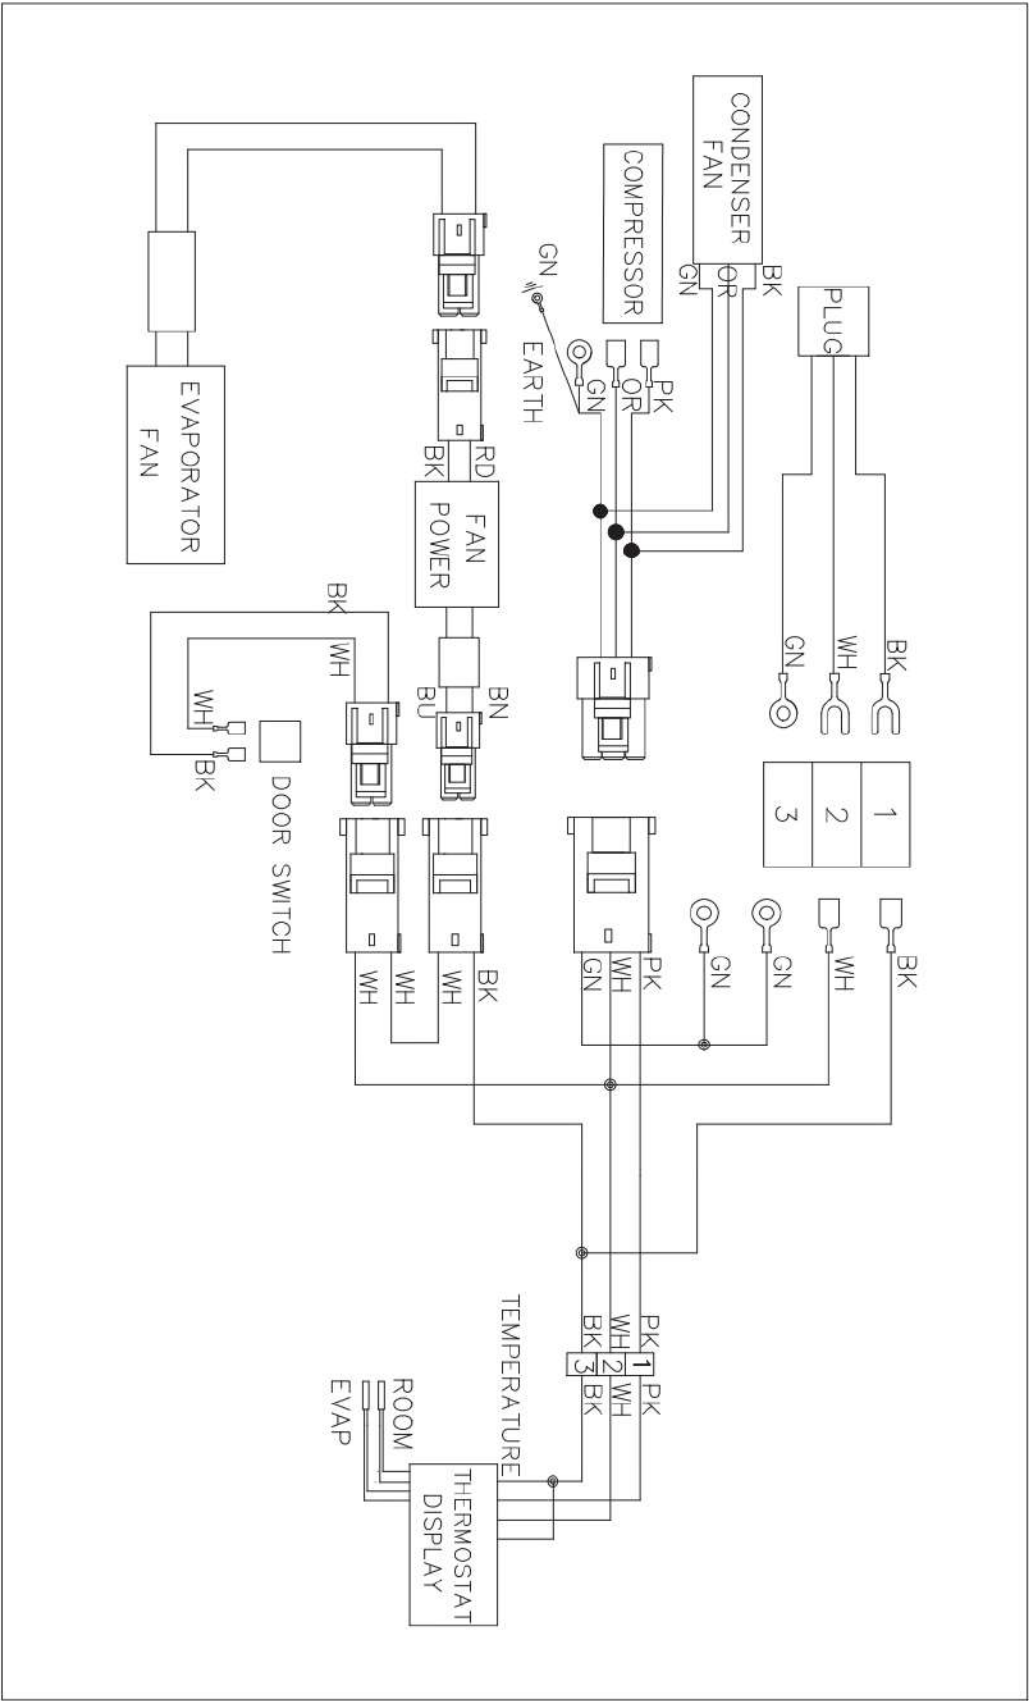 CONDENSER
FAN
BK
OR
GN
COMPRESSOR
PK
OR
GN
GN
EARTH
PLUG
BK
WH
GN
1
2
3
BK
WH
GN
GN
PK
WH
GN
EVAPORATOR
FAN
RD
BK
FAN
POWER
BN
BU
BK
WH
WH
BK
DOOR SWITCH
BK
WH
WH
WH
PK
WH
BK
1
2
3
PK
WH
BK
TEMPERATURE
ROOM
EVAP
THERMOSTAT
DISPLAY